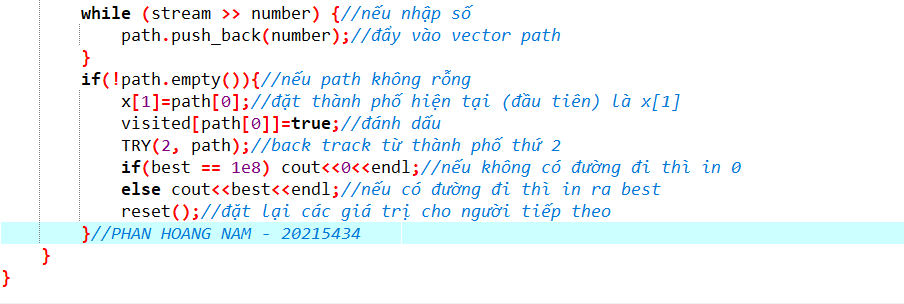 while (stream >> number) {//nếu nhập số
path.push_back(number);//đẩy vào vector path
}
if(!path.empty()){//nếu path không rỗng
x[1]=path[0];//đặt thành phố hiện tại (đầu tiên) là x[1]
visited[path[0]]=true;//đánh dấu
TRY(2, path);//back track từ thành phố thứ 2
if(best == 1e8) cout<<0<<endl;//nếu không có đường đi thì in 0
else cout<<best<<endl;//nếu có đường đi thì in ra best
reset();//đặt lại các giá trị cho người tiếp theo
}//PHAN HOANG NAM - 20215434
}
}